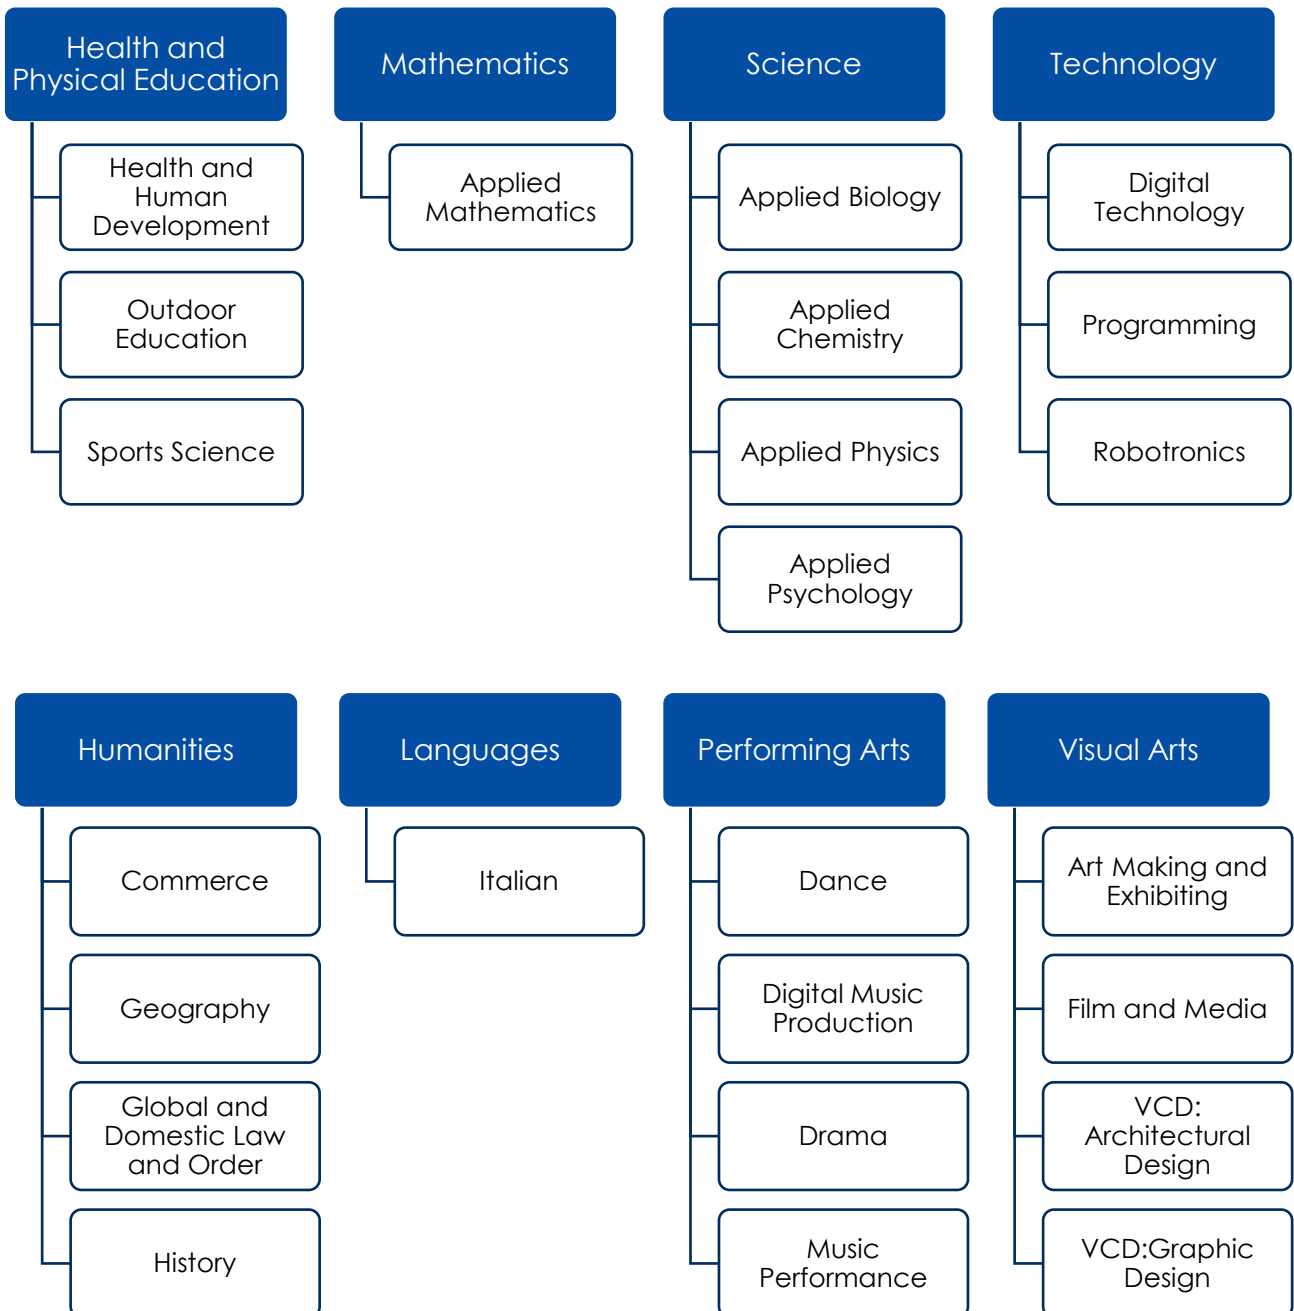 Health and
Physical Education
Health and
Human
Development
Outdoor
Education
Sports Science
Mathematics
Applied
Mathematics
Science
Applied Biology
Applied
Chemistry
Applied Physics
Applied
Psychology
Technology
Digital
Technology
Programming
Robotronics
Humanities
Commerce
Geography
Global and
Domestic Law
and Order
History
Languages
Italian
Performing Arts
Dance
Digital Music
Production
Drama
Music
Performance
Visual Arts
Art Making and
Exhibiting
Film and Media
VCD:
Architectural
Design
VCD:Graphic
Design